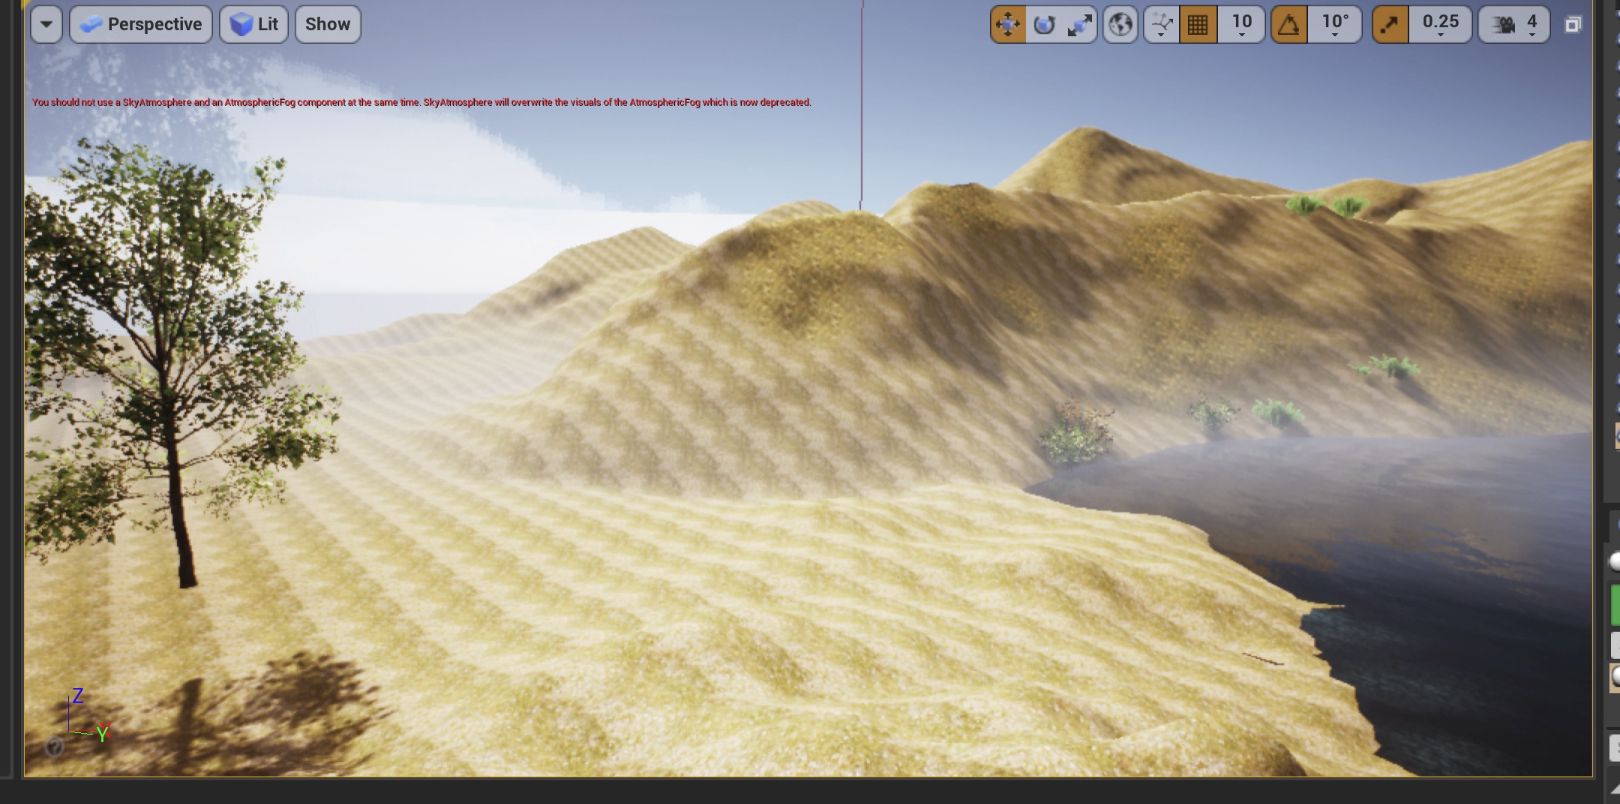 Perspective Lit Show 10 10° 0.25 4
You should not use a SkyAtmosphere and an AtmosphericFog component at the same time. SkyAtmosphere will overwrite the visuals of the AtmosphericFog which is now deprecated.
Z
Y
?